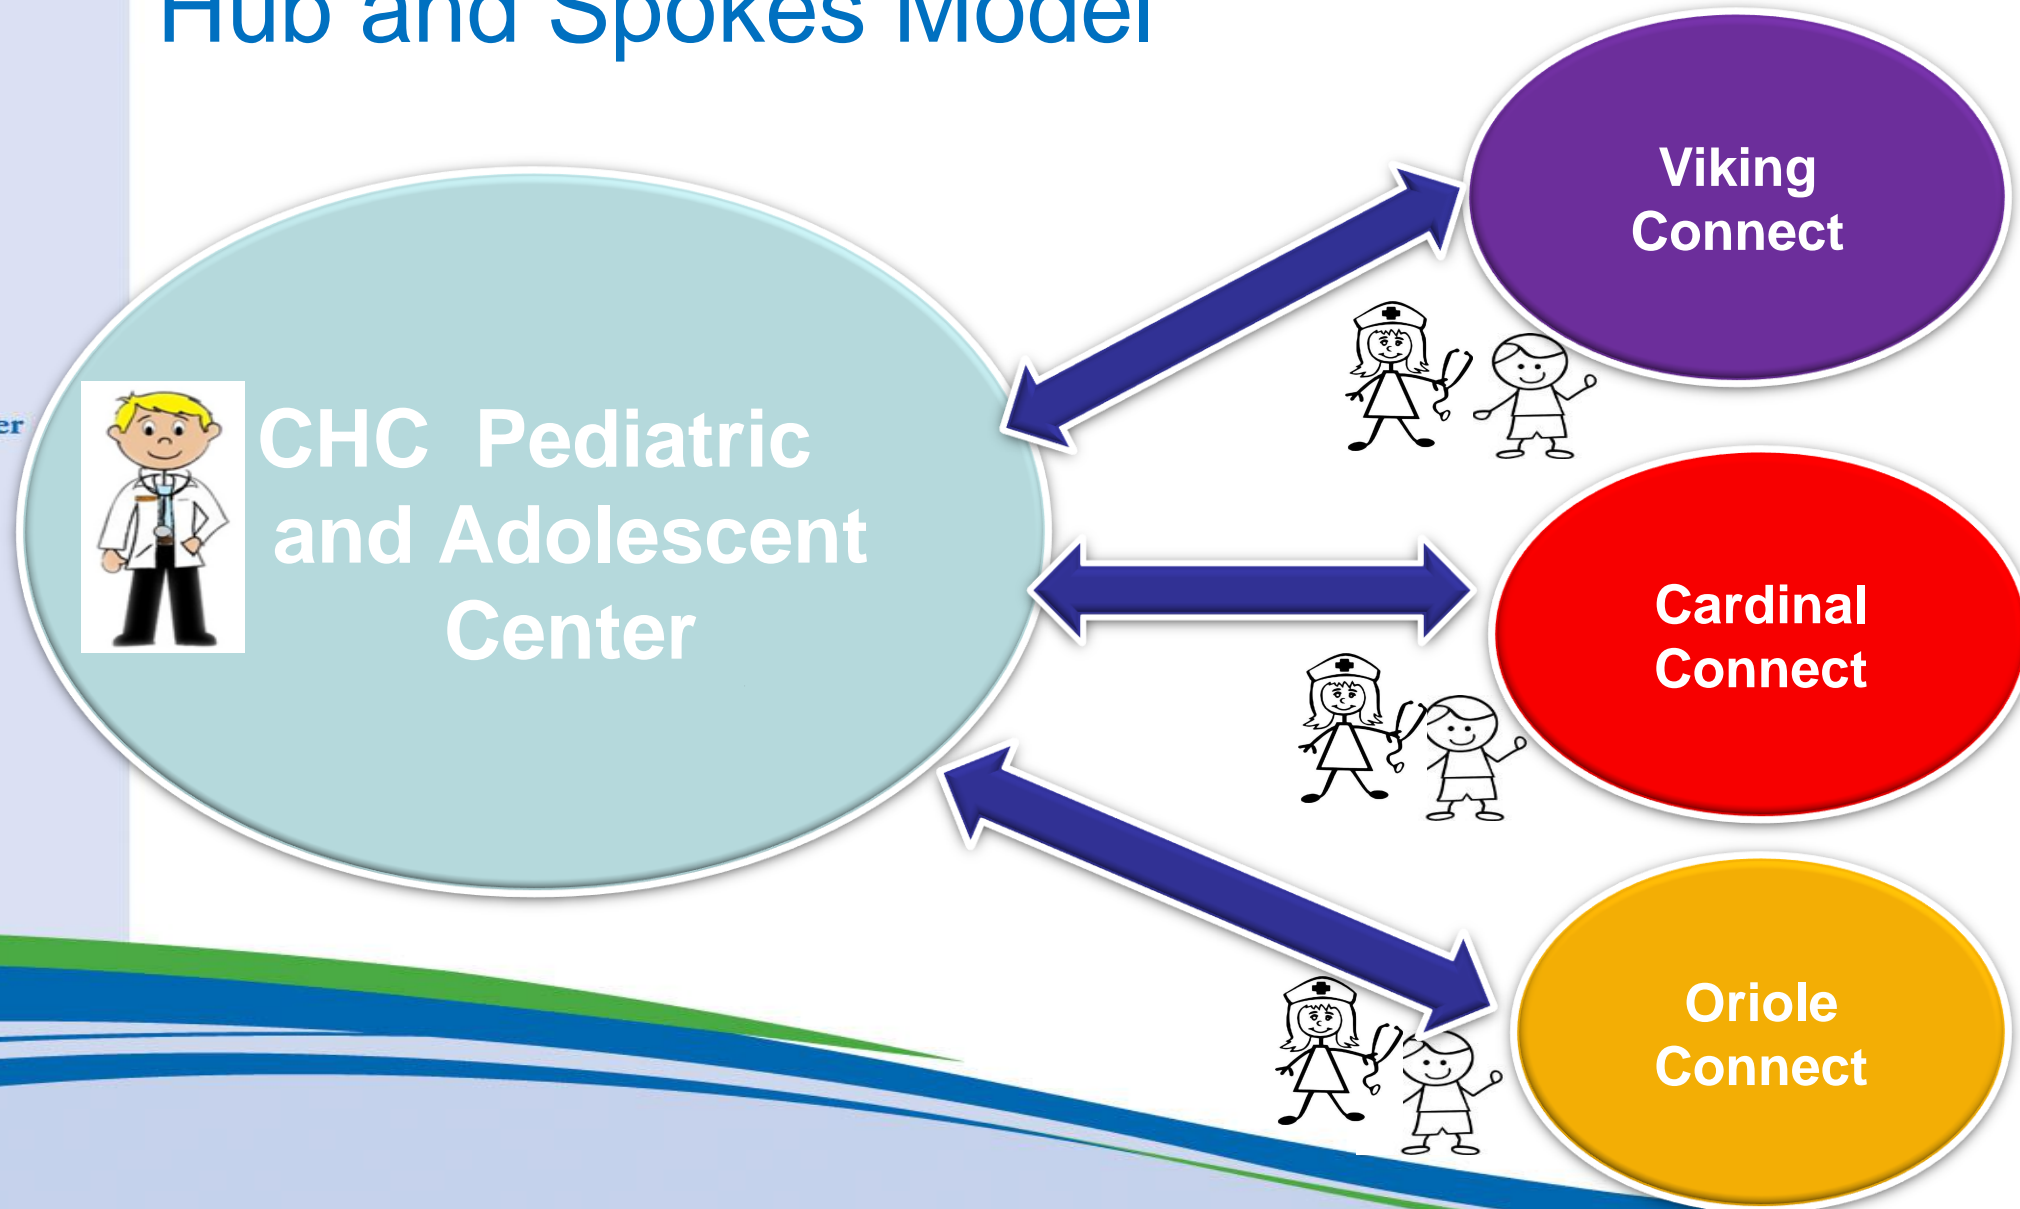 Hub and Spokes Model
Viking
Connect
CHC Pediatric
and Adolescent
Center
Cardinal
Connect
Oriole
Connect